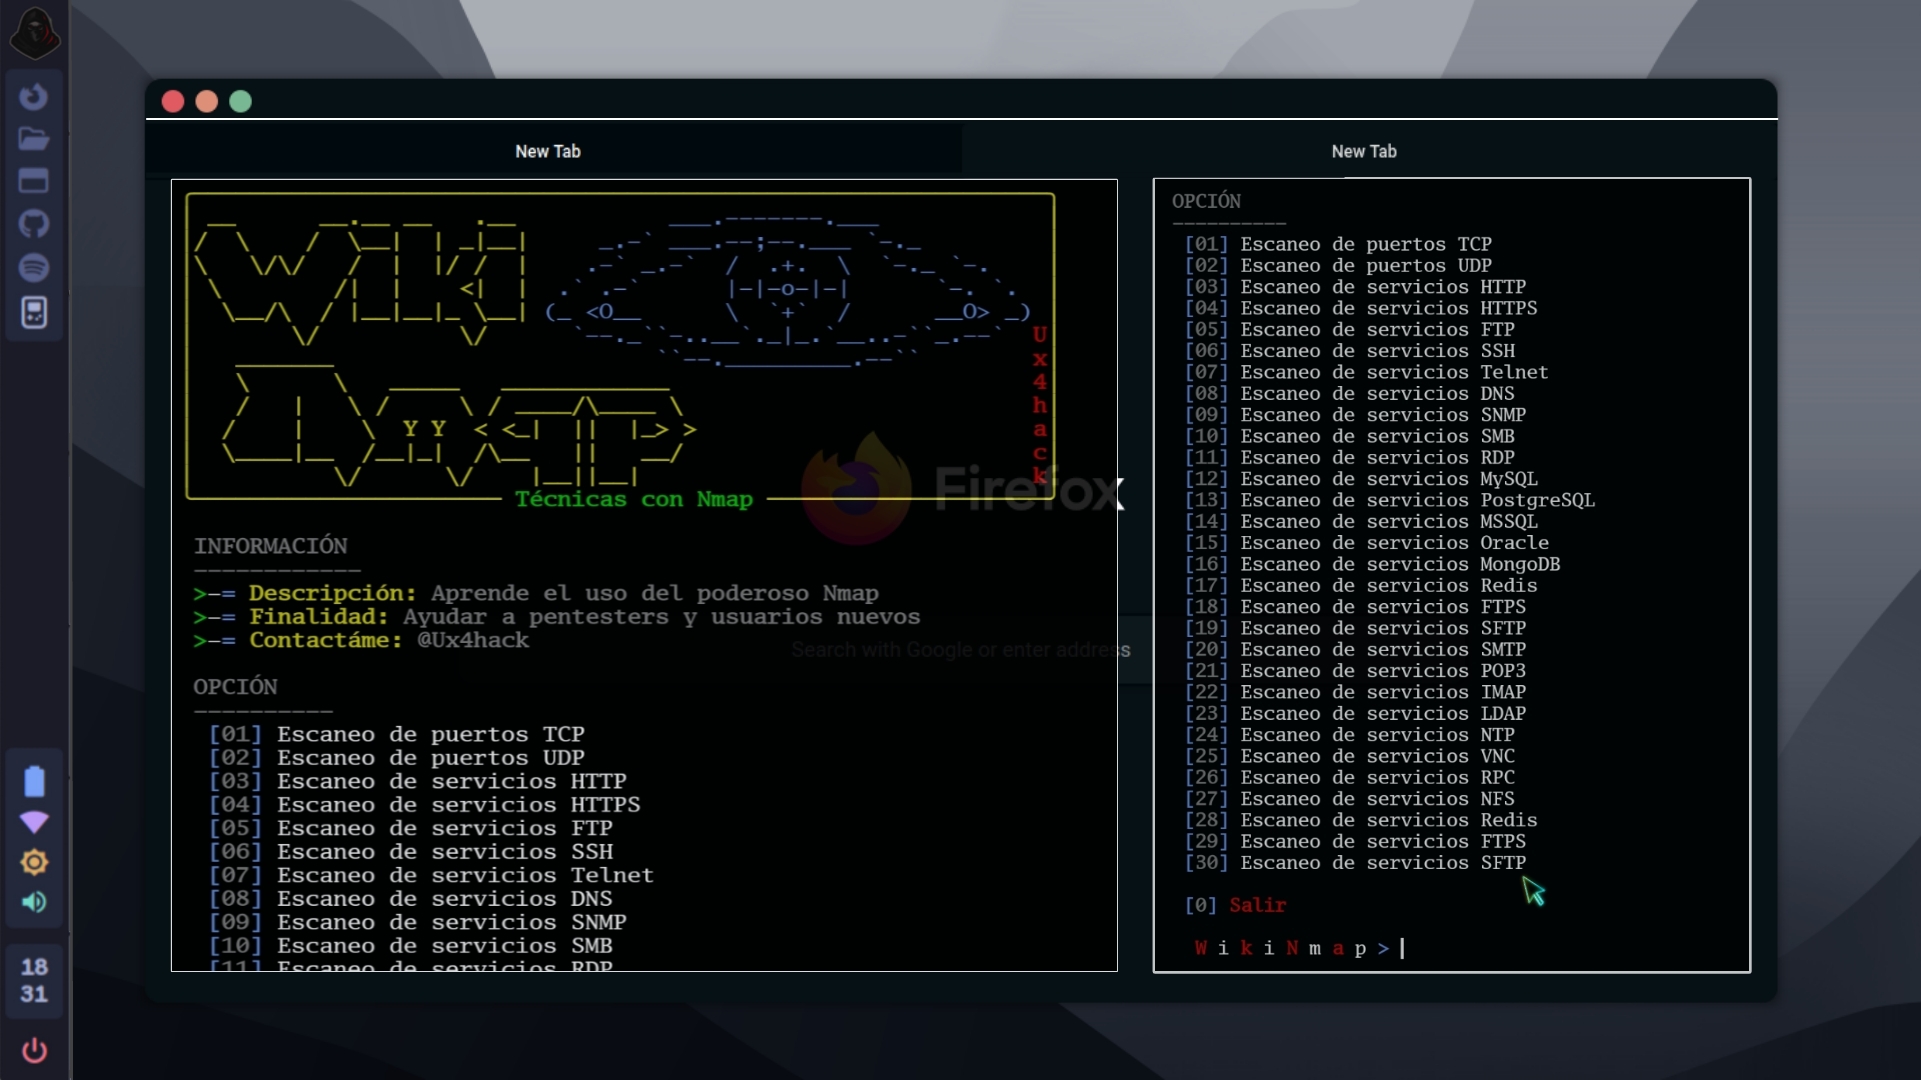 New Tab
New Tab
Wiki
Nmap
Ux4hack
Técnicas con Nmap
Firefox
INFORMACIÓN
>—= Descripción: Aprende el uso del poderoso Nmap
>—= Finalidad: Ayudar a pentesters y usuarios nuevos
>—= Contactáme: @Ux4hack
Search with Google or enter address
OPCIÓN
[01] Escaneo de puertos TCP
[02] Escaneo de puertos UDP
[03] Escaneo de servicios HTTP
[04] Escaneo de servicios HTTPS
[05] Escaneo de servicios FTP
[06] Escaneo de servicios SSH
[07] Escaneo de servicios Telnet
[08] Escaneo de servicios DNS
[09] Escaneo de servicios SNMP
[10] Escaneo de servicios SMB
[11] Escaneo de servicios RDP
OPCIÓN
[01] Escaneo de puertos TCP
[02] Escaneo de puertos UDP
[03] Escaneo de servicios HTTP
[04] Escaneo de servicios HTTPS
[05] Escaneo de servicios FTP
[06] Escaneo de servicios SSH
[07] Escaneo de servicios Telnet
[08] Escaneo de servicios DNS
[09] Escaneo de servicios SNMP
[10] Escaneo de servicios SMB
[11] Escaneo de servicios RDP
[12] Escaneo de servicios MySQL
[13] Escaneo de servicios PostgreSQL
[14] Escaneo de servicios MSSQL
[15] Escaneo de servicios Oracle
[16] Escaneo de servicios MongoDB
[17] Escaneo de servicios Redis
[18] Escaneo de servicios FTPS
[19] Escaneo de servicios SFTP
[20] Escaneo de servicios SMTP
[21] Escaneo de servicios POP3
[22] Escaneo de servicios IMAP
[23] Escaneo de servicios LDAP
[24] Escaneo de servicios NTP
[25] Escaneo de servicios VNC
[26] Escaneo de servicios RPC
[27] Escaneo de servicios NFS
[28] Escaneo de servicios Redis
[29] Escaneo de servicios FTPS
[30] Escaneo de servicios SFTP
[0] Salir
W i k i N m a p >
18
31